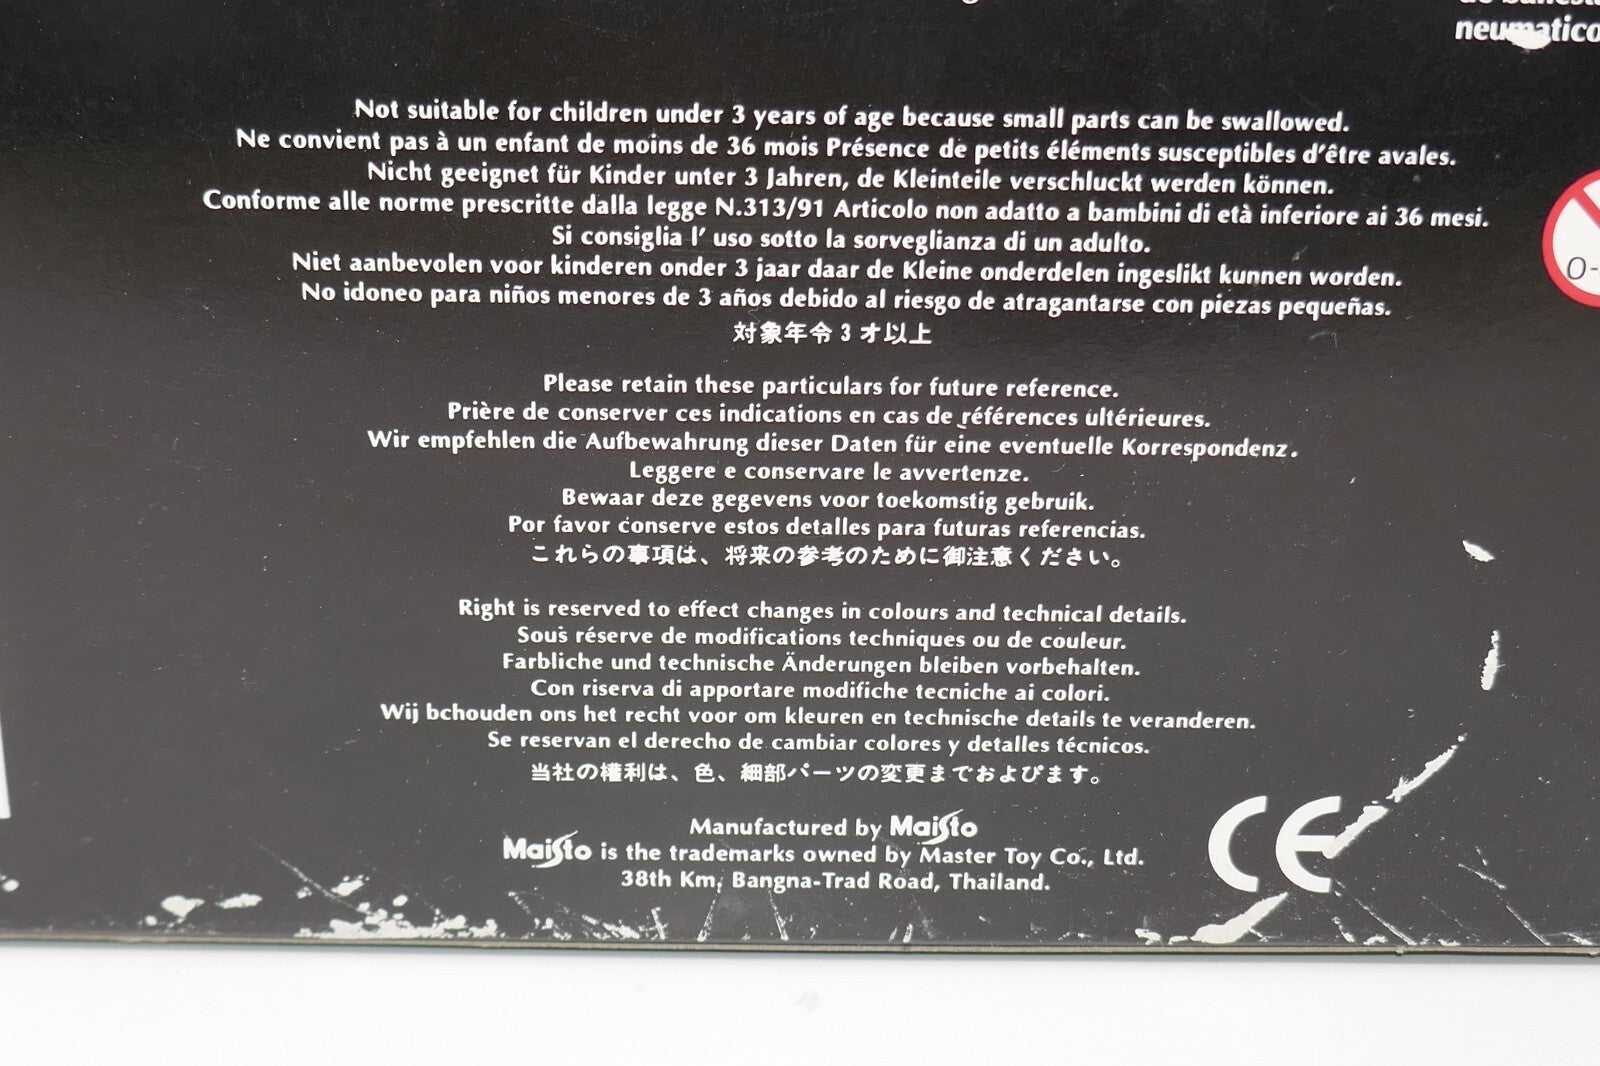 neumatico
Not suitable for children under 3 years of age because small parts can be swallowed.
Ne convient pas à un enfant de moins de 36 mois Présence de petits éléments susceptibles d'être avales.
Nicht geeignet für Kinder unter 3 Jahren, de Kleinteile verschluckt werden können.
Conforme alle norme prescritte dalla legge N.313/91 Articolo non adatto a bambini di età inferiore ai 36 mesi.
Si consiglia l' uso sotto la sorveglianza di un adulto.
Niet aanbevolen voor kinderen onder 3 jaar daar de Kleine onderdelen ingeslikt kunnen worden.
No idoneo para niños menores de 3 años debido al riesgo de atragantarse con piezas pequeñas.
対象年令3才以上
Please retain these particulars for future reference.
Prière de conserver ces indications en cas de références ultérieures.
Wir empfehlen die Aufbewahrung dieser Daten für eine eventuelle Korrespondenz.
Leggere e conservare le avvertenze.
Bewaar deze gegevens voor toekomstig gebruik.
Por favor conserve estos detalles para futuras referencias.
これらの事項は、将来の参考のために御注意ください。
Right is reserved to effect changes in colours and technical details.
Sous réserve de modifications techniques ou de couleur.
Farbliche und technische Änderungen bleiben vorbehalten.
Con riserva di apportare modifiche tecniche ai colori.
Wij bchouden ons het recht voor om kleuren en technische details te veranderen.
Se reservan el derecho de cambiar colores y detalles técnicos.
当社の権利は、色、細部パーツの変更までおよびます。
Manufactured by Maisto
Maisto is the trademarks owned by Master Toy Co., Ltd.
38th Km, Bangna-Trad Road, Thailand.
CE
0-